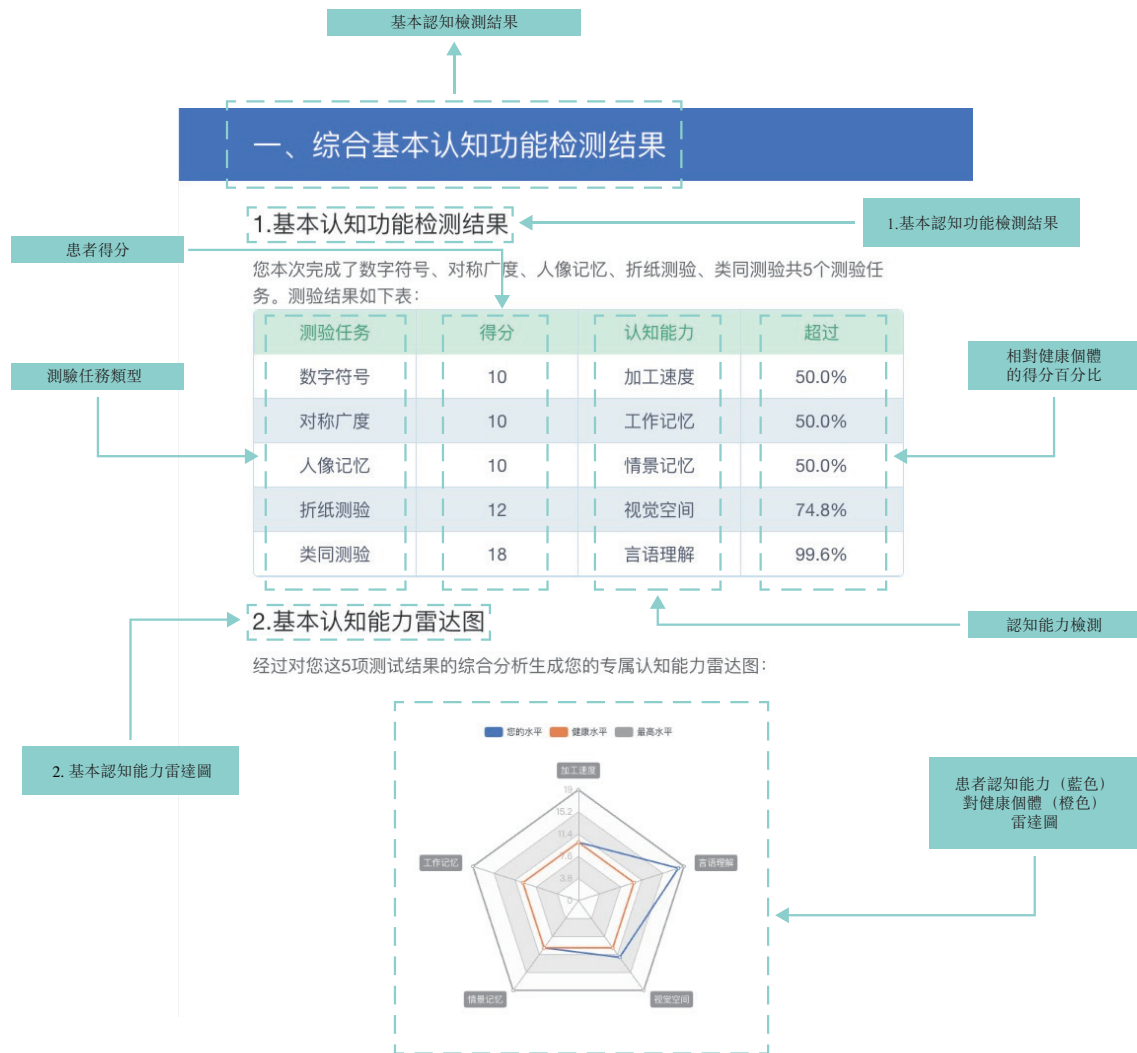 基本認知檢測結果
一、综合基本认知功能检测结果
1.基本认知功能检测结果
1.基本認知功能檢測結果
患者得分
您本次完成了数字符号、对称广度、人像记忆、折纸测验、类同测验共5个测验任
务。测验结果如下表：
测验任务 得分 认知能力 超过
数字符号 10 加工速度 50.0%
对称广度 10 工作记忆 50.0%
人像记忆 10 情景记忆 50.0%
折纸测验 12 视觉空间 74.8%
类同测验 18 言语理解 99.6%
測驗任務類型
相對健康個體
的得分百分比
認知能力檢測
2.基本认知能力雷达图
经过对您这5项测试结果的综合分析生成您的专属认知能力雷达图：
2. 基本認知能力雷達圖
您的水平 健康水平 最高水平
加工速度
19
15.2
11.4
7.6
3.8
0
工作记忆
言语理解
情景记忆
视觉空间
患者認知能力（藍色）
對健康個體（橙色）
雷達圖